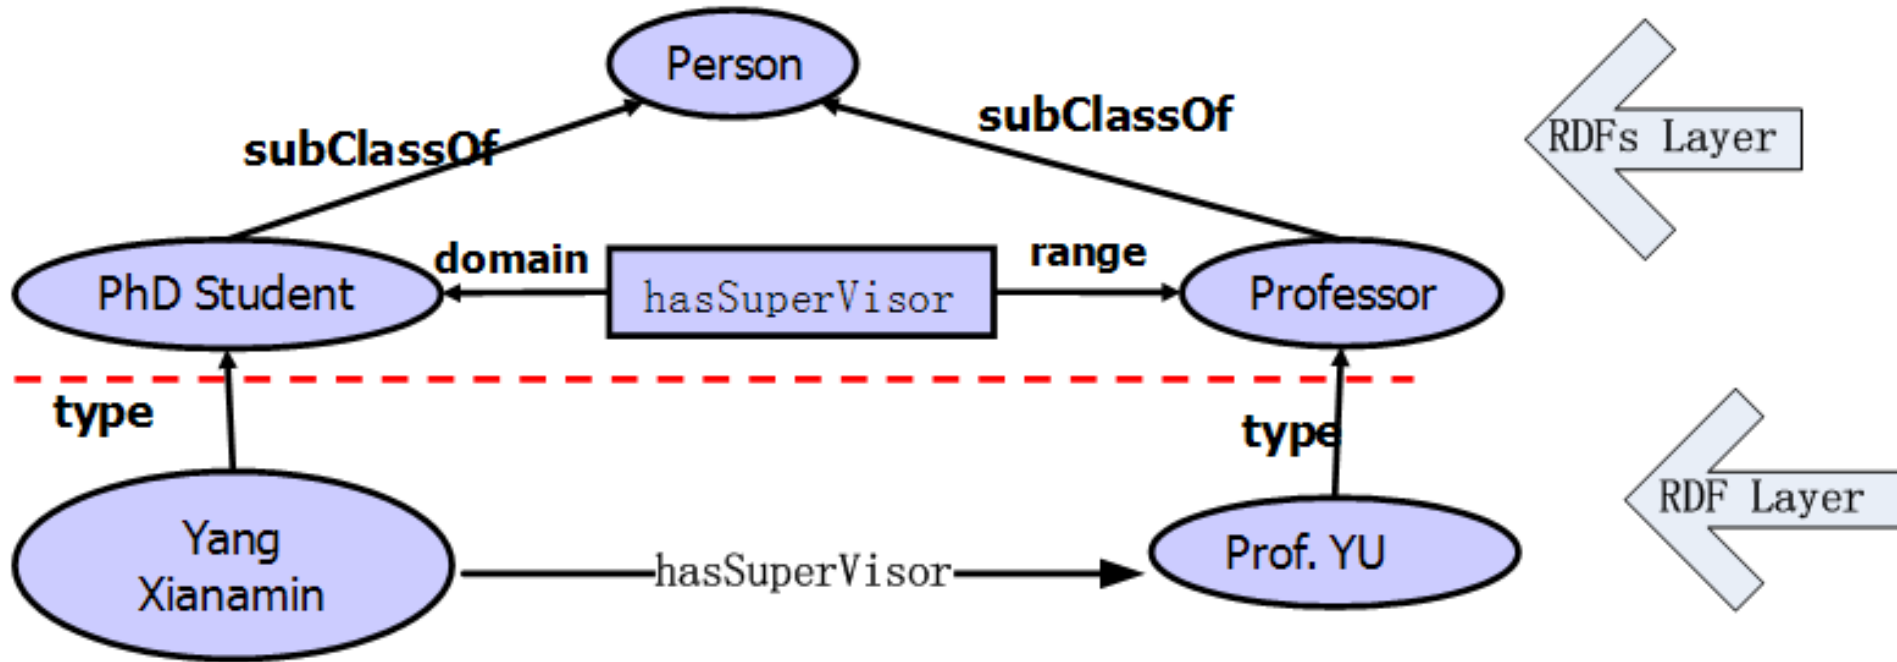 Person
subClassOf
subClassOf
RDFs Layer
PhD Student
domain
hasSuperVisor
range
Professor
type
type
Yang
Xianamin
hasSuperVisor
Prof. YU
RDF Layer